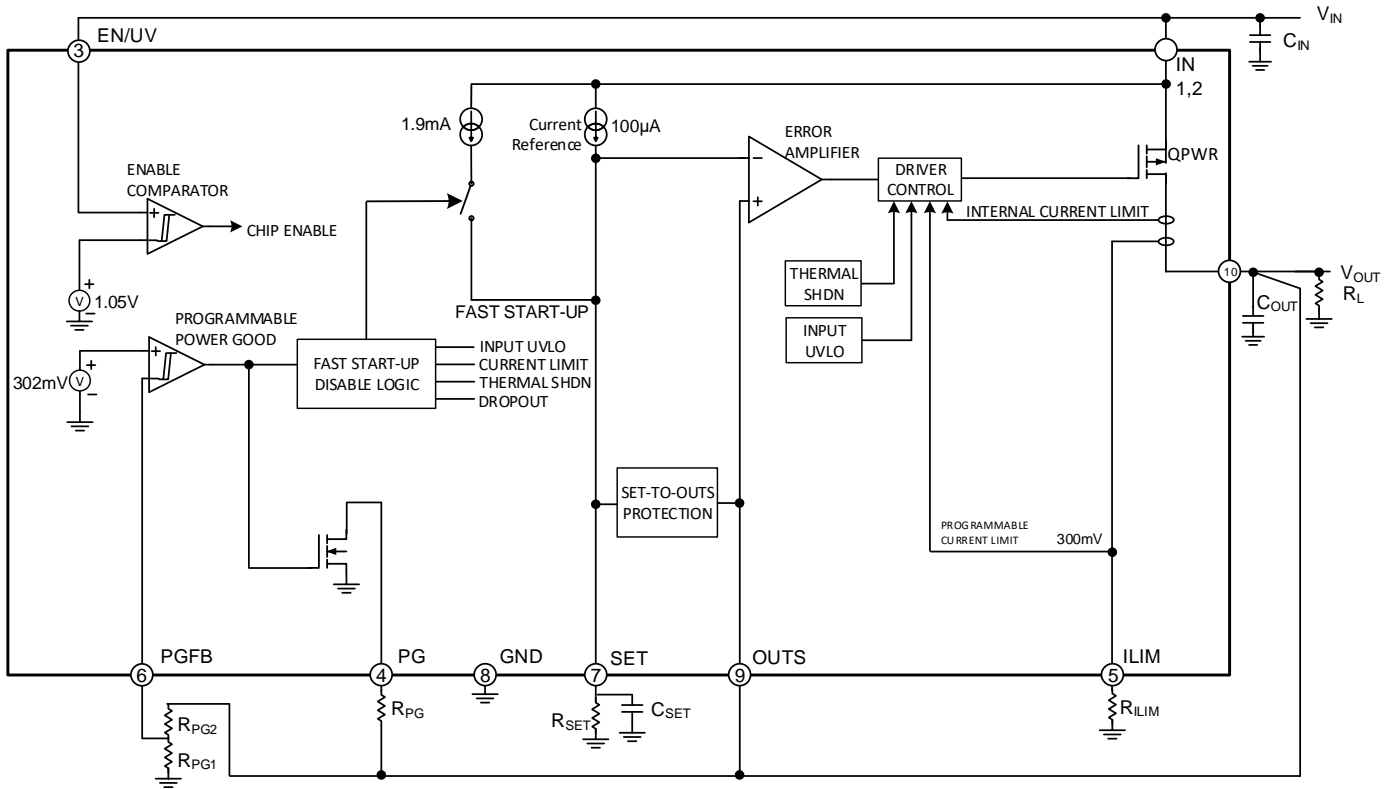 V_IN
EN/UV
3
C_IN
IN
1,2
1.9mA
Current
Reference
100µA
ERROR
AMPLIFIER
QPWR
DRIVER
CONTROL
ENABLE
COMPARATOR
+
−
+
INTERNAL CURRENT LIMIT
CHIP ENABLE
THERMAL
SHDN
10
V_OUT
+
V
1.05V
−
R_L
C_OUT
FAST START-UP
PROGRAMMABLE
POWER GOOD
INPUT
UVLO
+
+
302mV
V
−
FAST START-UP
DISABLE LOGIC
INPUT UVLO
CURRENT LIMIT
THERMAL SHDN
DROPOUT
SET-TO-OUTS
PROTECTION
PROGRAMMABLE
CURRENT LIMIT
300mV
PGFB
PG
GND
SET
OUTS
ILIM
6
4
8
7
9
5
R_PG2
R_PG1
R_PG
R_SET
C_SET
R_ILIM